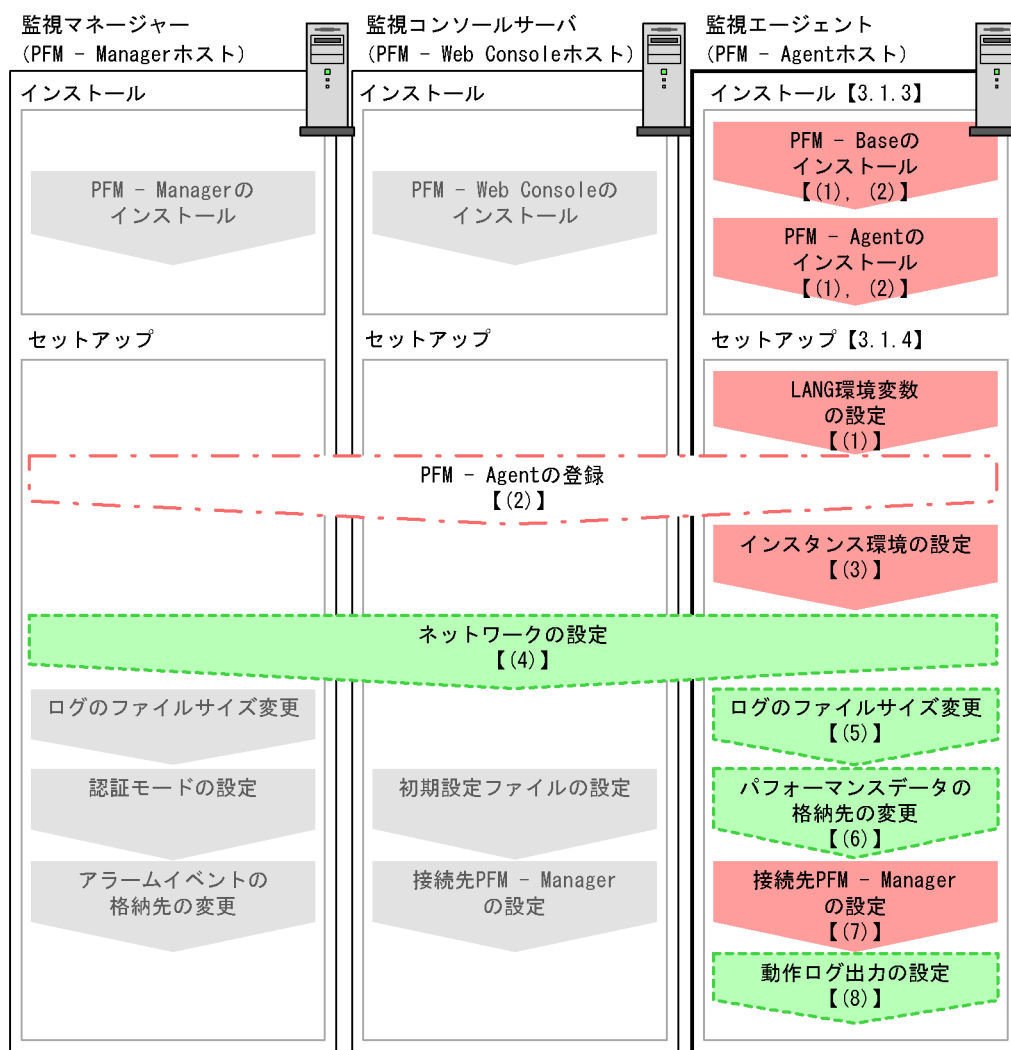 監視マネージャー
(PFM - Managerホスト)
インストール
PFM - Managerの
インストール
セットアップ
監視コンソールサーバ
(PFM - Web Consoleホスト)
インストール
PFM - Web Consoleの
インストール
セットアップ
監視エージェント
(PFM - Agentホスト)
インストール【3.1.3】
PFM - Baseの
インストール
【(1), (2)】
PFM - Agentの
インストール
【(1), (2)】
セットアップ【3.1.4】
LANG環境変数
の設定
【(1)】
PFM - Agentの登録
【(2)】
インスタンス環境の設定
【(3)】
ネットワークの設定
【(4)】
ログのファイルサイズ変更
認証モードの設定
アラームイベントの
格納先の変更
初期設定ファイルの設定
接続先PFM - Manager
の設定
ログのファイルサイズ変更
【(5)】
パフォーマンスデータの
格納先の変更
【(6)】
接続先PFM - Manager
の設定
【(7)】
動作ログ出力の設定
【(8)】